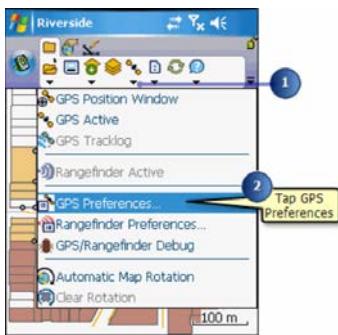 Riverside
1
GPS Position Window
GPS Active
GPS Tracklog
Rangefinder Active
2
GPS Preferences...
Tap GPS
Preferences
Rangefinder Preferences...
GPS/Rangefinder Debug
Automatic Map Rotation
Clear Rotation
100 m